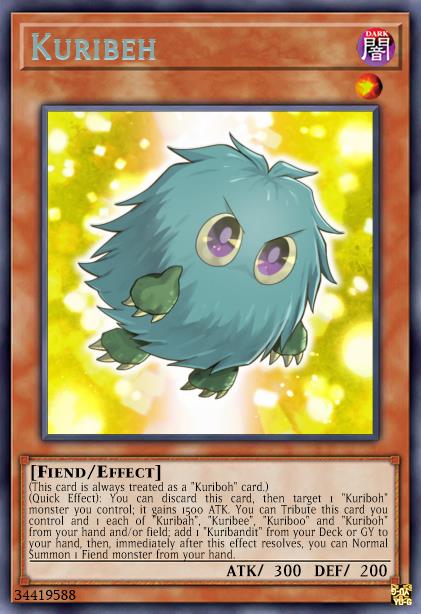 KURIBEH
DARK
闇
[FIEND/EFFECT]
(This card is always treated as a "Kuriboh" card.)
(Quick Effect): You can discard this card, then target 1 "Kuriboh"
monster you control; it gains 1500 ATK. You can Tribute this card you
control and 1 each of "Kuribah", "Kuribee", "Kuriboo" and "Kuriboh"
from your hand and/or field; add 1 "Kuribandit" from your Deck or GY to
your hand, then, immediately after this effect resolves, you can Normal
Summon 1 Fiend monster from your hand.
ATK/ 300 DEF/ 200
34419588